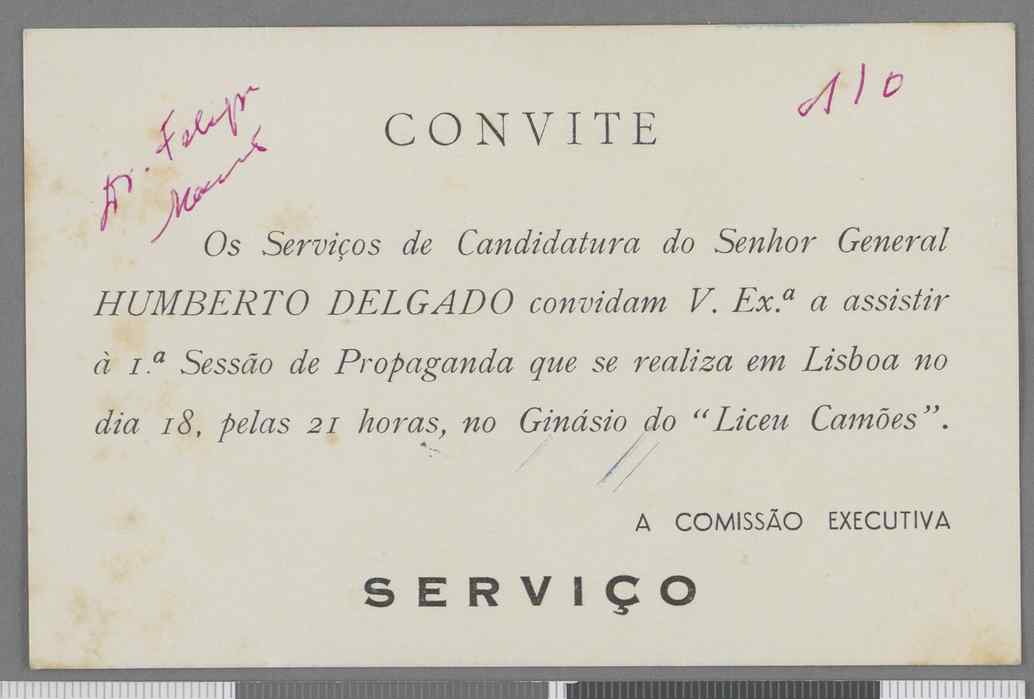 Dr. Felipe
110
CONVITE
Os Serviços de Candidatura do Senhor General
HUMBERTO DELGADO convidam V. Ex.ª a assistir
à 1.ª Sessão de Propaganda que se realiza em Lisboa no
dia 18, pelas 21 horas, no Ginásio do “Liceu Camões”.
A COMISSÃO EXECUTIVA
SERVIÇO